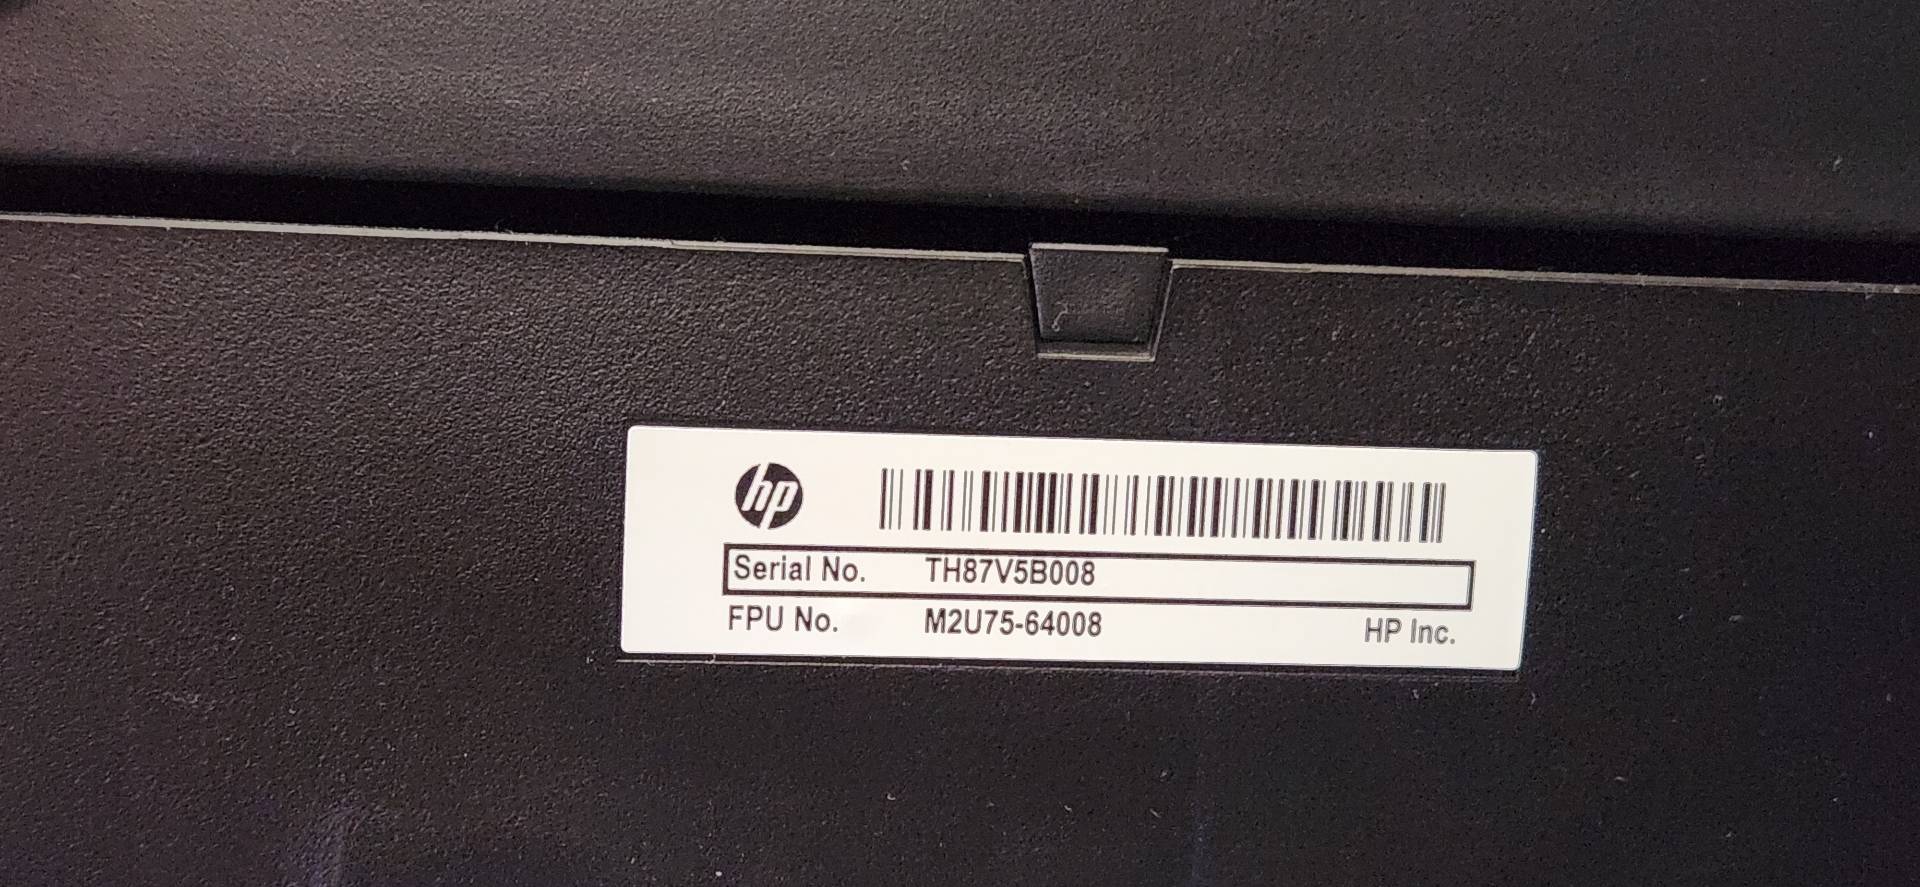 hp
Serial No. TH87V5B008
FPU No. M2U75-64008 HP Inc.